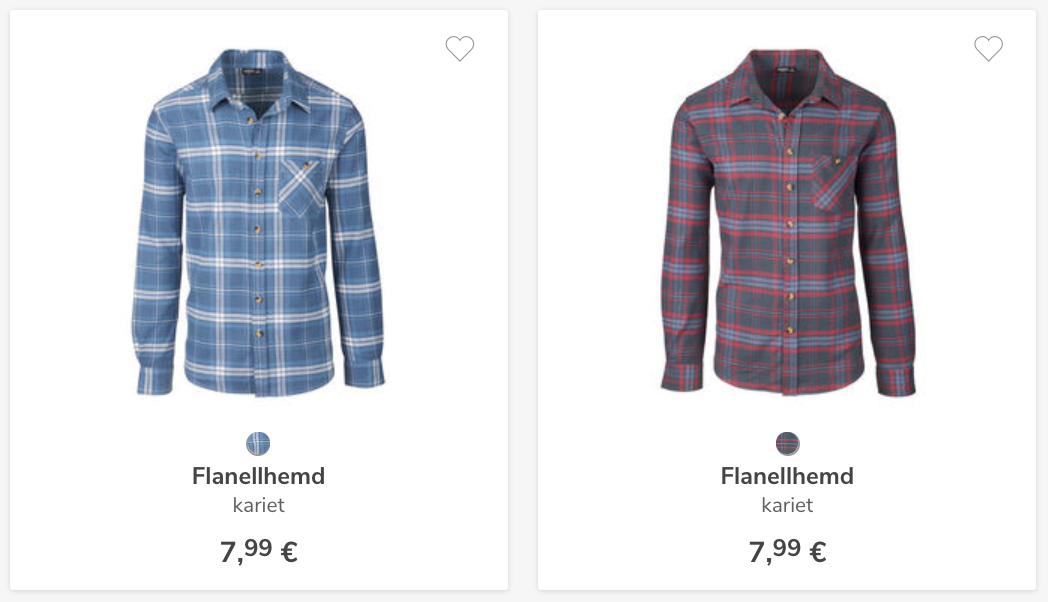 Flanellhemd
kariet
7,99 €
Flanellhemd
kariet
7,99 €